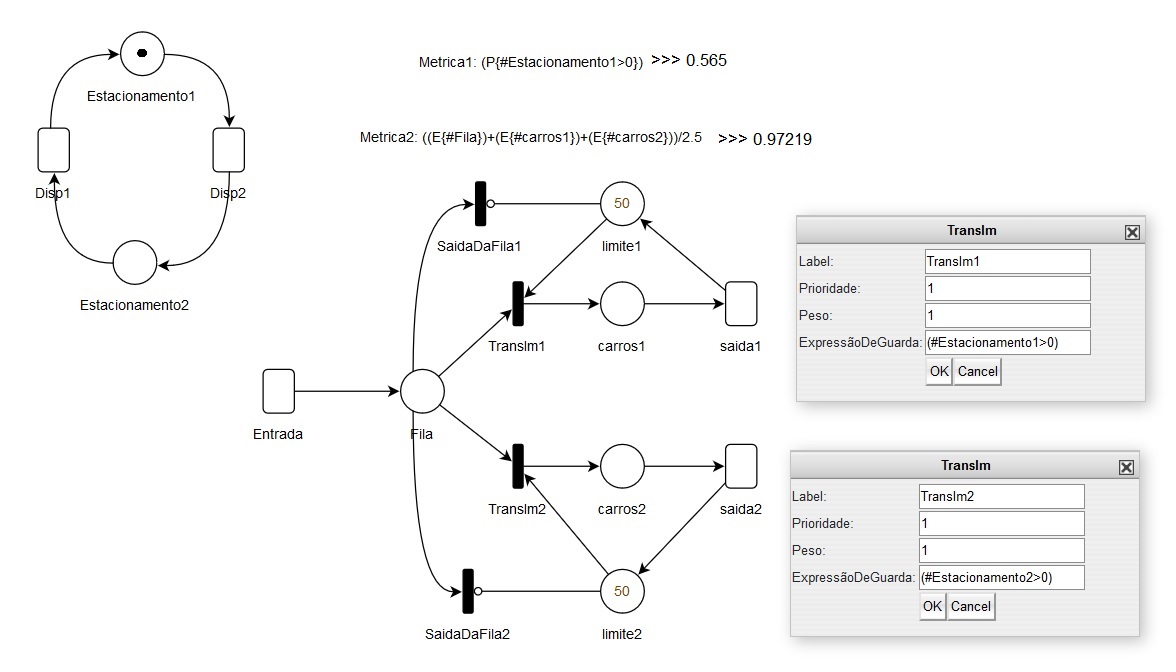 Metrica1: (P{#Estacionamento1>0}) >>> 0.565
Estacionamento1
Metrica2: ((E{#Fila})+(E{#carros1})+(E{#carros2}))/2.5 >>> 0.97219
Disp1
Disp2
50
SaidaDaFila1
limite1
Estacionamento2
TransIm1
carros1
saida1
Entrada
Fila
TransIm2
carros2
saida2
50
SaidaDaFila2
limite2
TransIm
Label: TransIm1
Prioridade: 1
Peso: 1
ExpressãoDeGuarda: (#Estacionamento1>0)
OK Cancel
TransIm
Label: TransIm2
Prioridade: 1
Peso: 1
ExpressãoDeGuarda: (#Estacionamento2>0)
OK Cancel